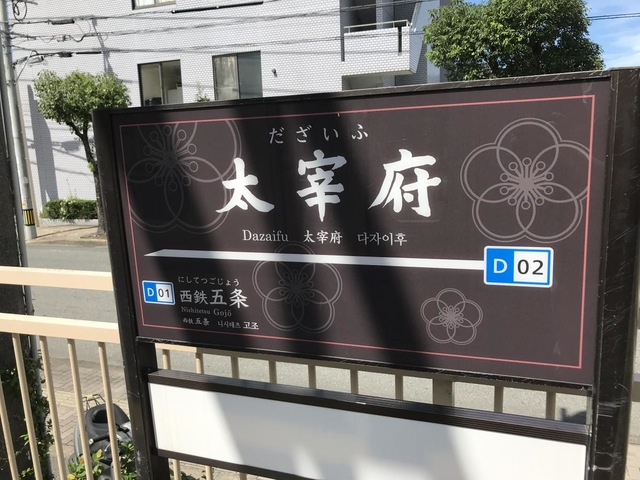 だざいふ
太宰府
Dazaifu 太宰府 다자이후
D 02
D 01
にしてつごじょう
西鉄五条
Nishitetsu Gojō
西鉄 五条 니시테츠 고조